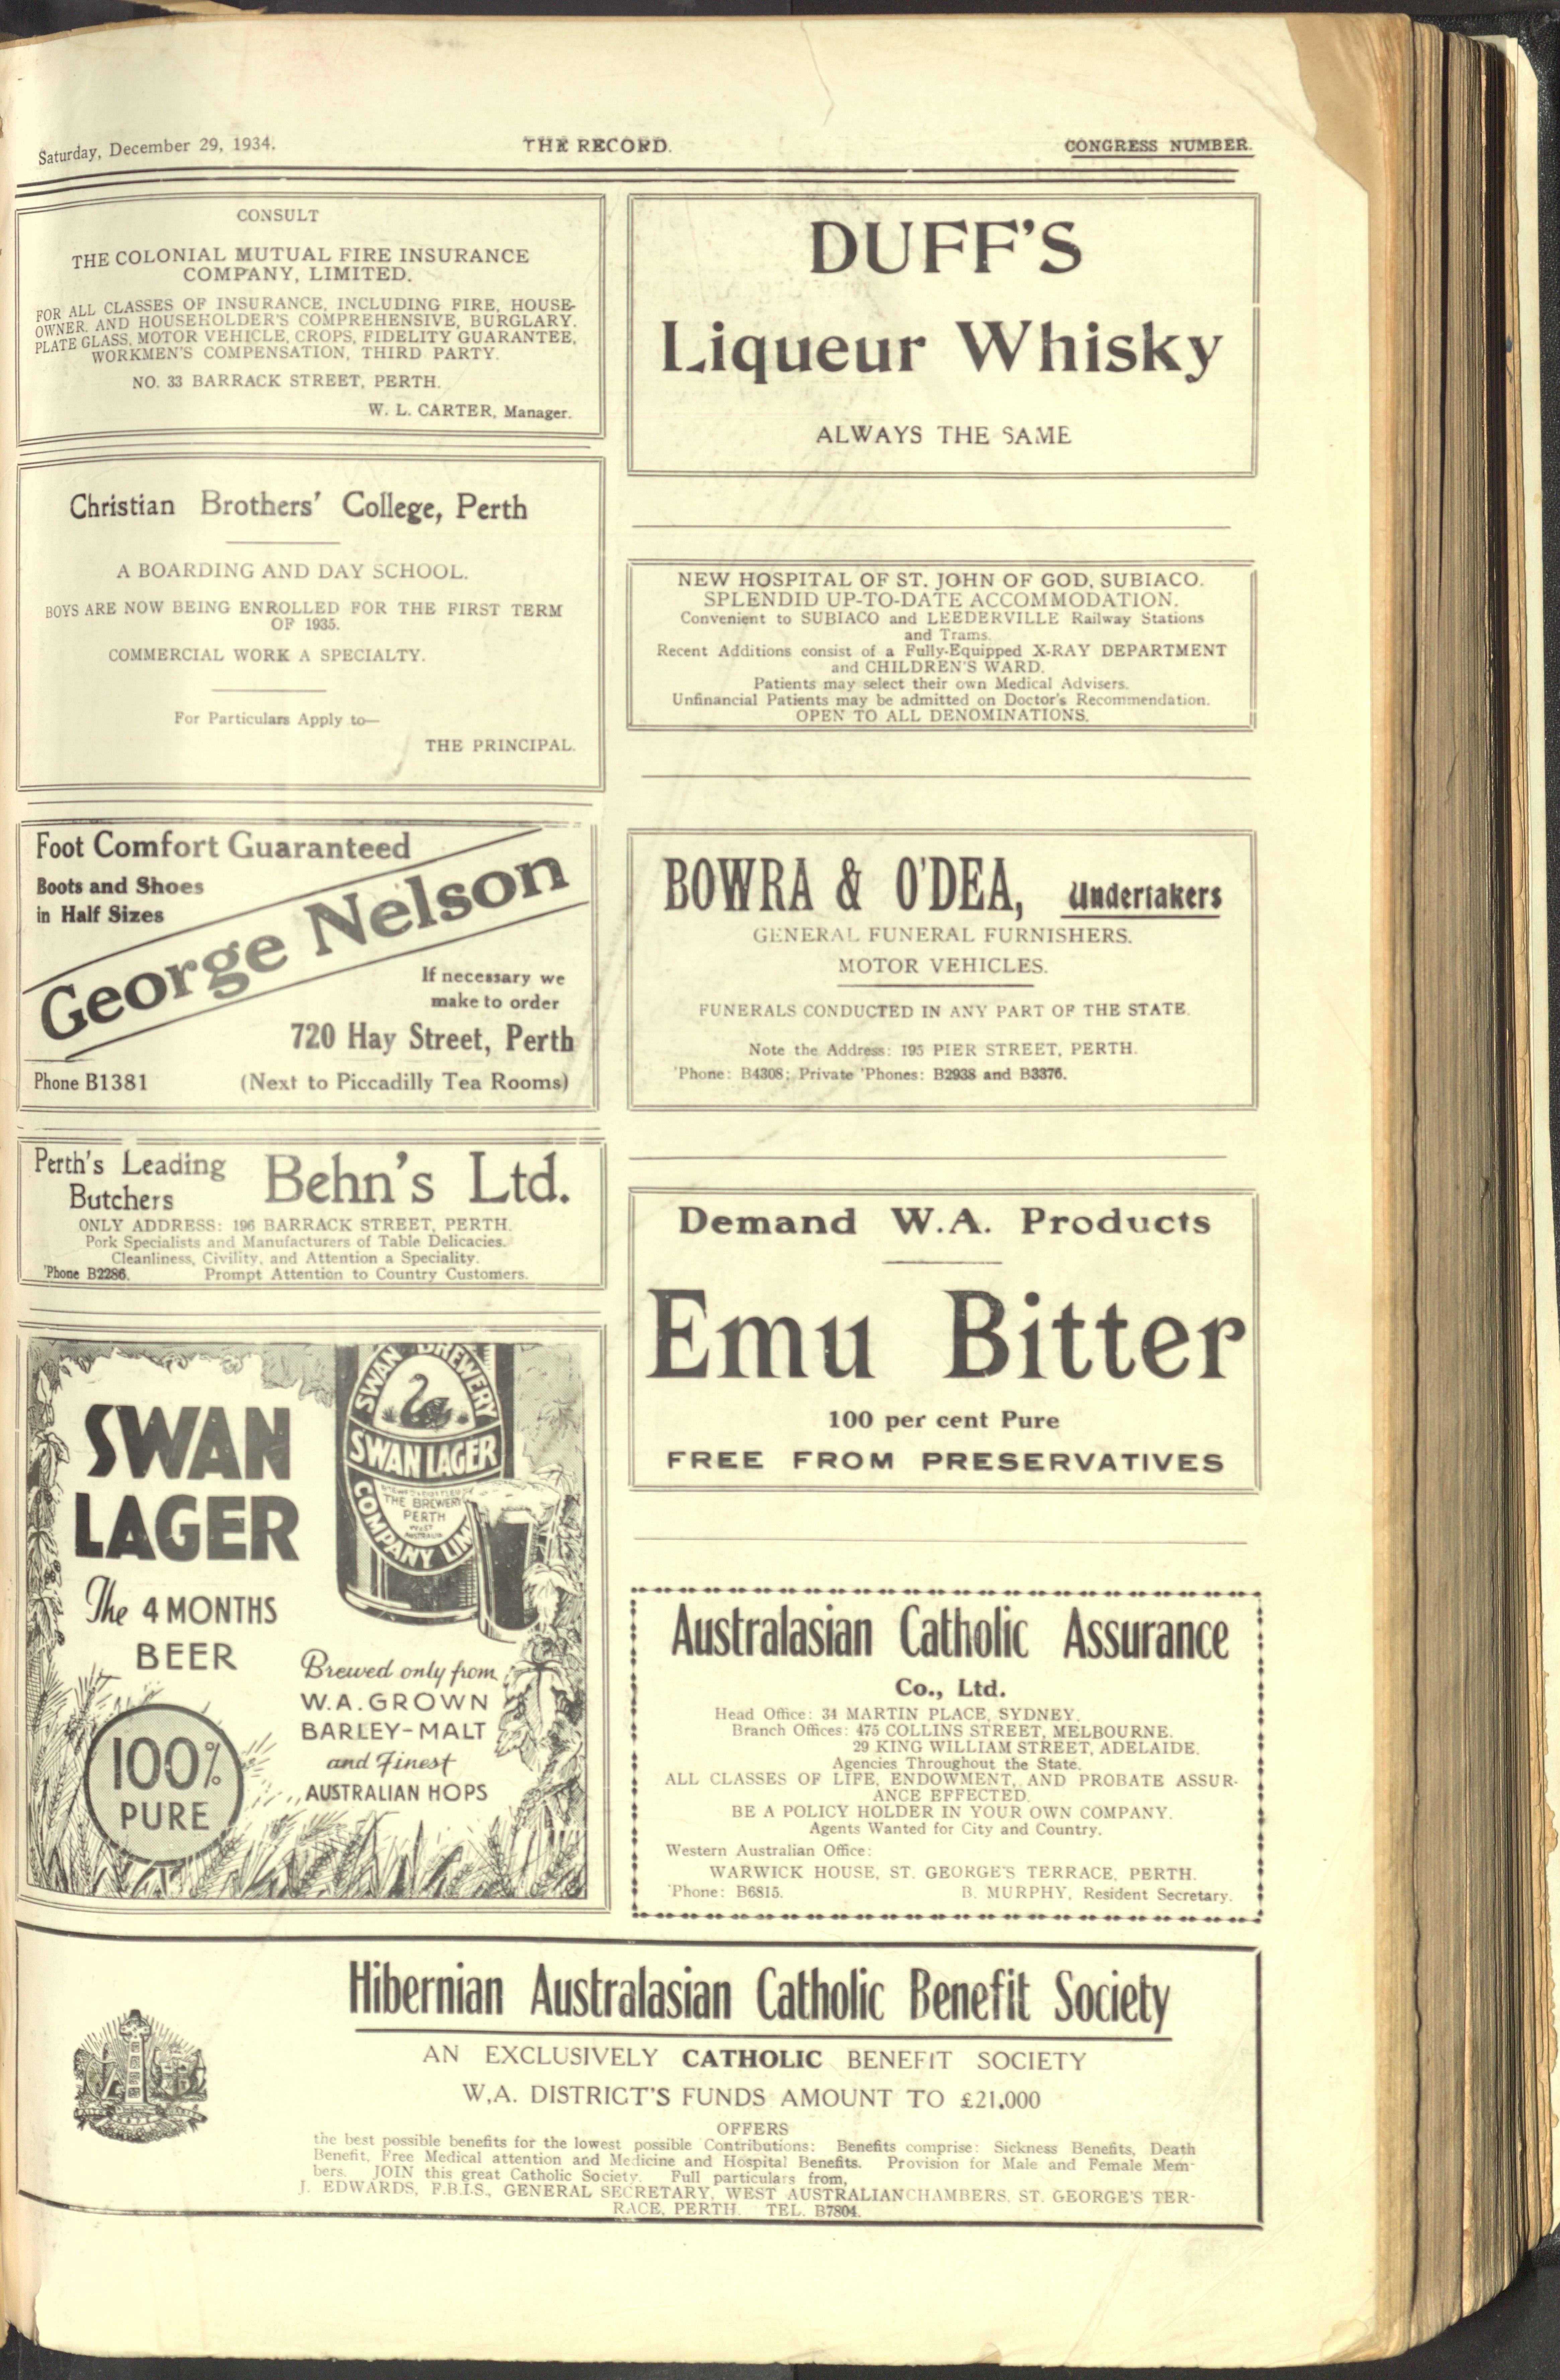 Saturday, December 29, 1934.
THE RECORD.
CONGRESS NUMBER.
CONSULT
THE COLONIAL MUTUAL FIRE INSURANCE
COMPANY, LIMITED.
FOR ALL CLASSES OF INSURANCE, INCLUDING FIRE, HOUSE-
OWNER. AND HOUSEHOLDER'S COMPREHENSIVE, BURGLARY.
PLATE GLASS, MOTOR VEHICLE, CROPS, FIDELITY GUARANTEE,
WORKMEN'S COMPENSATION, THIRD PARTY.
NO. 33 BARRACK STREET, PERTH.
W. L. CARTER, Manager.
Christian Brothers' College, Perth
A BOARDING AND DAY SCHOOL.
BOYS ARE NOW BEING ENROLLED FOR THE FIRST TERM
OF 1935.
COMMERCIAL WORK A SPECIALTY.
For Particulars Apply to—
THE PRINCIPAL.
Foot Comfort Guaranteed
Boots and Shoes
in Half Sizes
George Nelson
If necessary we
make to order
720 Hay Street, Perth
Phone B1381 (Next to Piccadilly Tea Rooms)
Perth's Leading
Butchers
Behn's Ltd.
ONLY ADDRESS: 196 BARRACK STREET, PERTH.
Pork Specialists and Manufacturers of Table Delicacies.
Cleanliness, Civility, and Attention a Speciality.
'Phone B2286. Prompt Attention to Country Customers.
SWAN
LAGER
The 4 MONTHS
BEER
100%
PURE
SWAN BREWERY
SWAN LAGER
THE BREWERY
PERTH
WEST
AUSTRALIA
COMPANY LIM
Brewed only from
W.A. GROWN
BARLEY-MALT
and Finest
AUSTRALIAN HOPS
DUFF'S
Liqueur Whisky
ALWAYS THE SAME
NEW HOSPITAL OF ST. JOHN OF GOD, SUBIACO.
SPLENDID UP-TO-DATE ACCOMMODATION.
Convenient to SUBIACO and LEEDERVILLE Railway Stations
and Trams.
Recent Additions consist of a Fully-Equipped X-RAY DEPARTMENT
and CHILDREN'S WARD.
Patients may select their own Medical Advisers.
Unfinancial Patients may be admitted on Doctor's Recommendation.
OPEN TO ALL DENOMINATIONS.
BOWRA & O'DEA, Undertakers
GENERAL FUNERAL FURNISHERS.
MOTOR VEHICLES.
FUNERALS CONDUCTED IN ANY PART OF THE STATE.
Note the Address: 195 PIER STREET, PERTH.
'Phone: B4308; Private 'Phones: B2938 and B3376.
Demand W.A. Products
Emu Bitter
100 per cent Pure
FREE FROM PRESERVATIVES
Australasian Catholic Assurance
Co., Ltd.
Head Office: 34 MARTIN PLACE, SYDNEY.
Branch Offices: 475 COLLINS STREET, MELBOURNE.
29 KING WILLIAM STREET, ADELAIDE.
Agencies Throughout the State.
ALL CLASSES OF LIFE, ENDOWMENT, AND PROBATE ASSUR-
ANCE EFFECTED.
BE A POLICY HOLDER IN YOUR OWN COMPANY.
Agents Wanted for City and Country.
Western Australian Office:
WARWICK HOUSE, ST. GEORGE'S TERRACE, PERTH.
'Phone: B6815. B. MURPHY, Resident Secretary.
Hibernian Australasian Catholic Benefit Society
AN EXCLUSIVELY CATHOLIC BENEFIT SOCIETY
W.A. DISTRICT'S FUNDS AMOUNT TO £21,000
OFFERS
the best possible benefits for the lowest possible Contributions: Benefits comprise: Sickness Benefits, Death
Benefit, Free Medical attention and Medicine and Hospital Benefits. Provision for Male and Female Mem-
bers. JOIN this great Catholic Society. Full particulars from,
J. EDWARDS, F.B.I.S., GENERAL SECRETARY, WEST AUSTRALIAN CHAMBERS, ST. GEORGE'S TER-
RACE, PERTH. TEL. B7804.